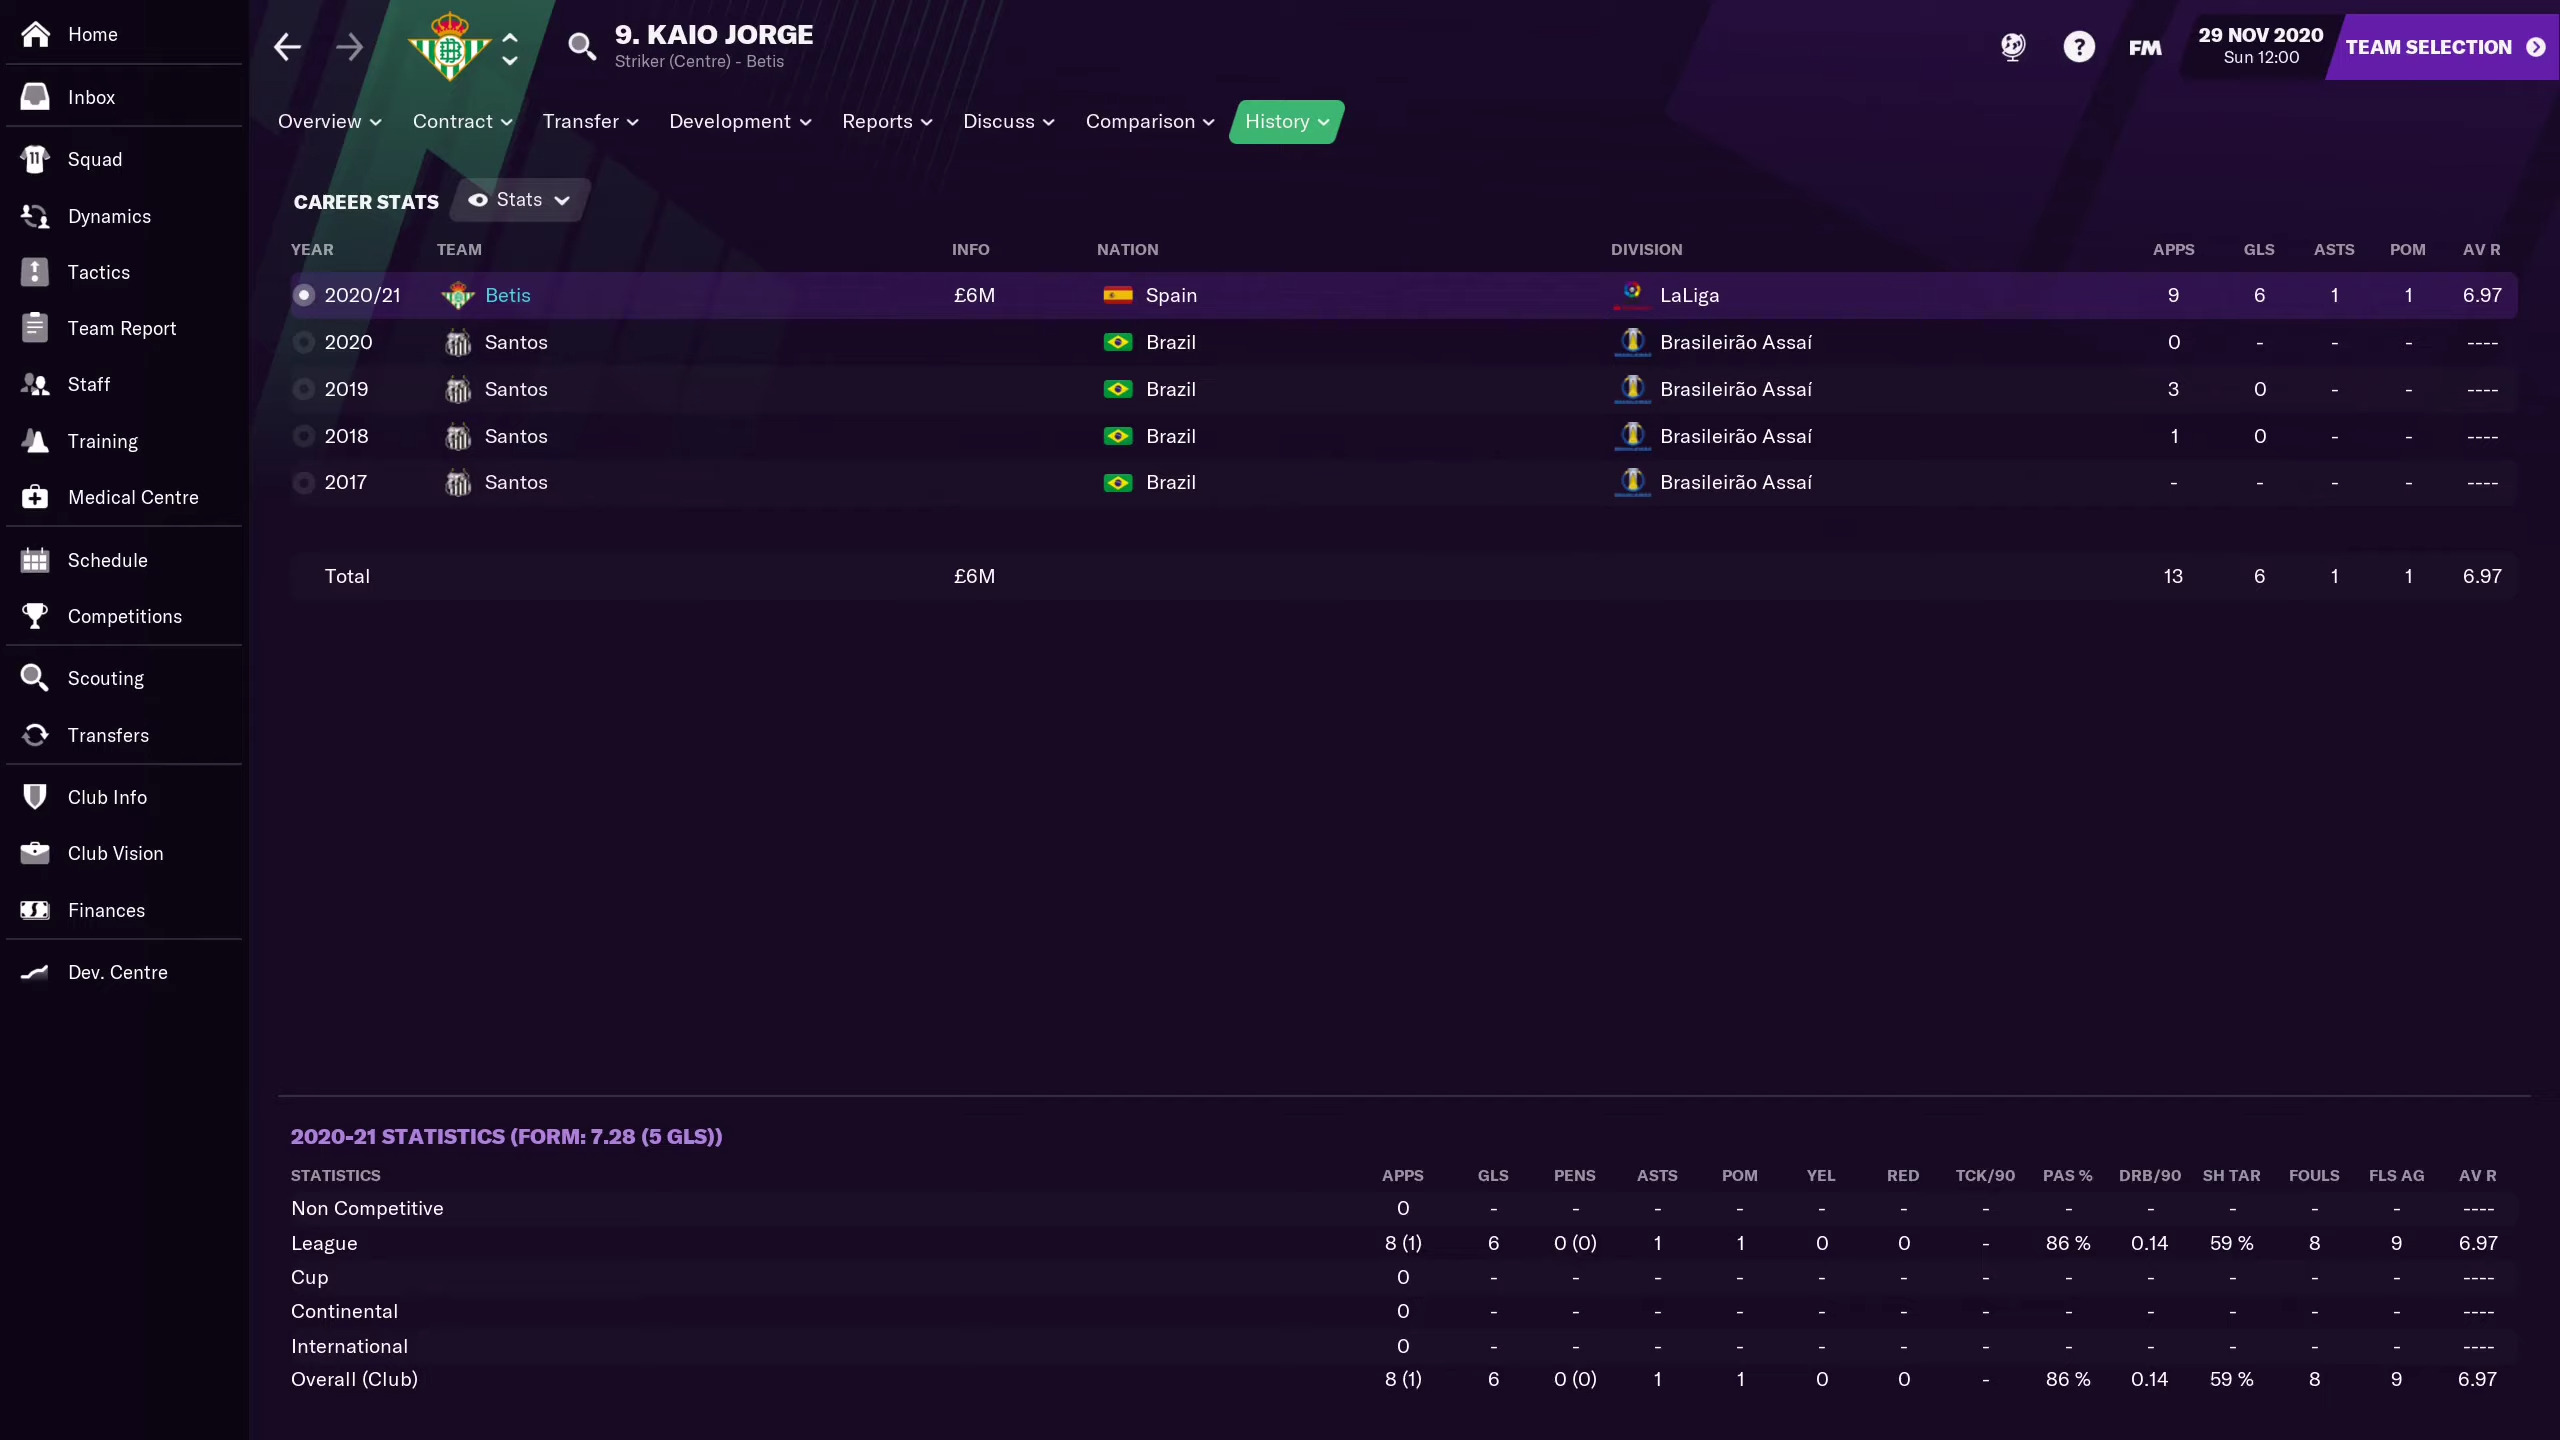 Home
Inbox
Squad
Dynamics
Tactics
Team Report
Staff
Training
Medical Centre
Schedule
Competitions
Scouting
Transfers
Club Info
Club Vision
Finances
Dev. Centre
9. KAIO JORGE
Striker (Centre) - Betis
FM
29 NOV 2020
Sun 12:00
TEAM SELECTION
Overview Contract Transfer Development Reports Discuss Comparison History
CAREER STATS Stats
YEAR TEAM INFO NATION DIVISION APPS GLS ASTS POM AV R
2020/21 Betis £6M Spain LaLiga 9 6 1 1 6.97
2020 Santos Brazil Brasileirão Assaí 0 - - - ----
2019 Santos Brazil Brasileirão Assaí 3 0 - - ----
2018 Santos Brazil Brasileirão Assaí 1 0 - - ----
2017 Santos Brazil Brasileirão Assaí - - - - ----
Total £6M 13 6 1 1 6.97
2020-21 STATISTICS (FORM: 7.28 (5 GLS))
STATISTICS APPS GLS PENS ASTS POM YEL RED TCK/90 PAS % DRB/90 SH TAR FOULS FLS AG AV R
Non Competitive 0 - - - - - - - - - - - - ----
League 8 (1) 6 0 (0) 1 1 0 0 - 86 % 0.14 59 % 8 9 6.97
Cup 0 - - - - - - - - - - - - ----
Continental 0 - - - - - - - - - - - - ----
International 0 - - - - - - - - - - - - ----
Overall (Club) 8 (1) 6 0 (0) 1 1 0 0 - 86 % 0.14 59 % 8 9 6.97